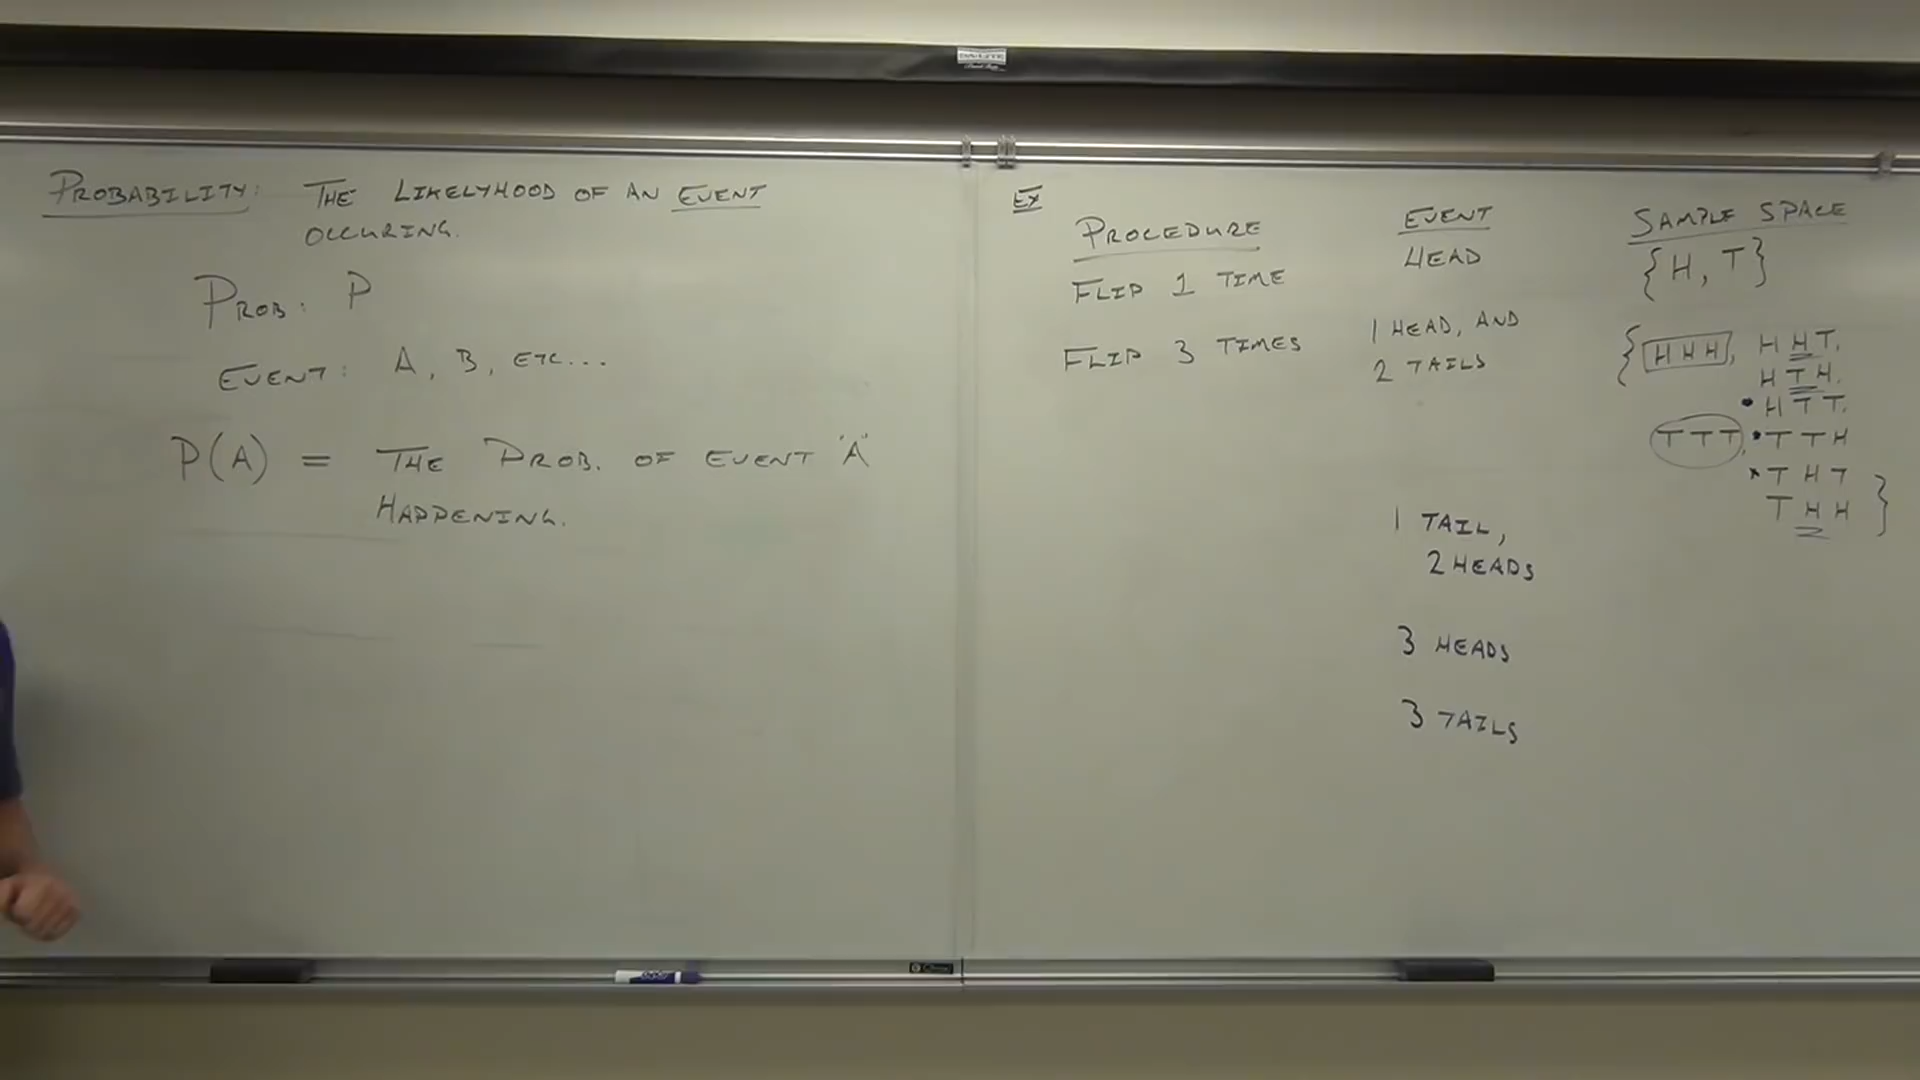 PROBABILITY: THE LIKELYHOOD OF AN EVENT
OCCURING.
PROB: P
EVENT: A, B, ETC...
P(A) = THE PROB. OF EVENT "A"
HAPPENING.
EX
PROCEDURE
FLIP 1 TIME
FLIP 3 TIMES
EVENT
HEAD
1 HEAD, AND
2 TAILS
1 TAIL,
2 HEADS
3 HEADS
3 TAILS
SAMPLE SPACE
{H, T}
{HHH, HHT,
HTH,
HTT,
TTT, TTH
THT
THH}